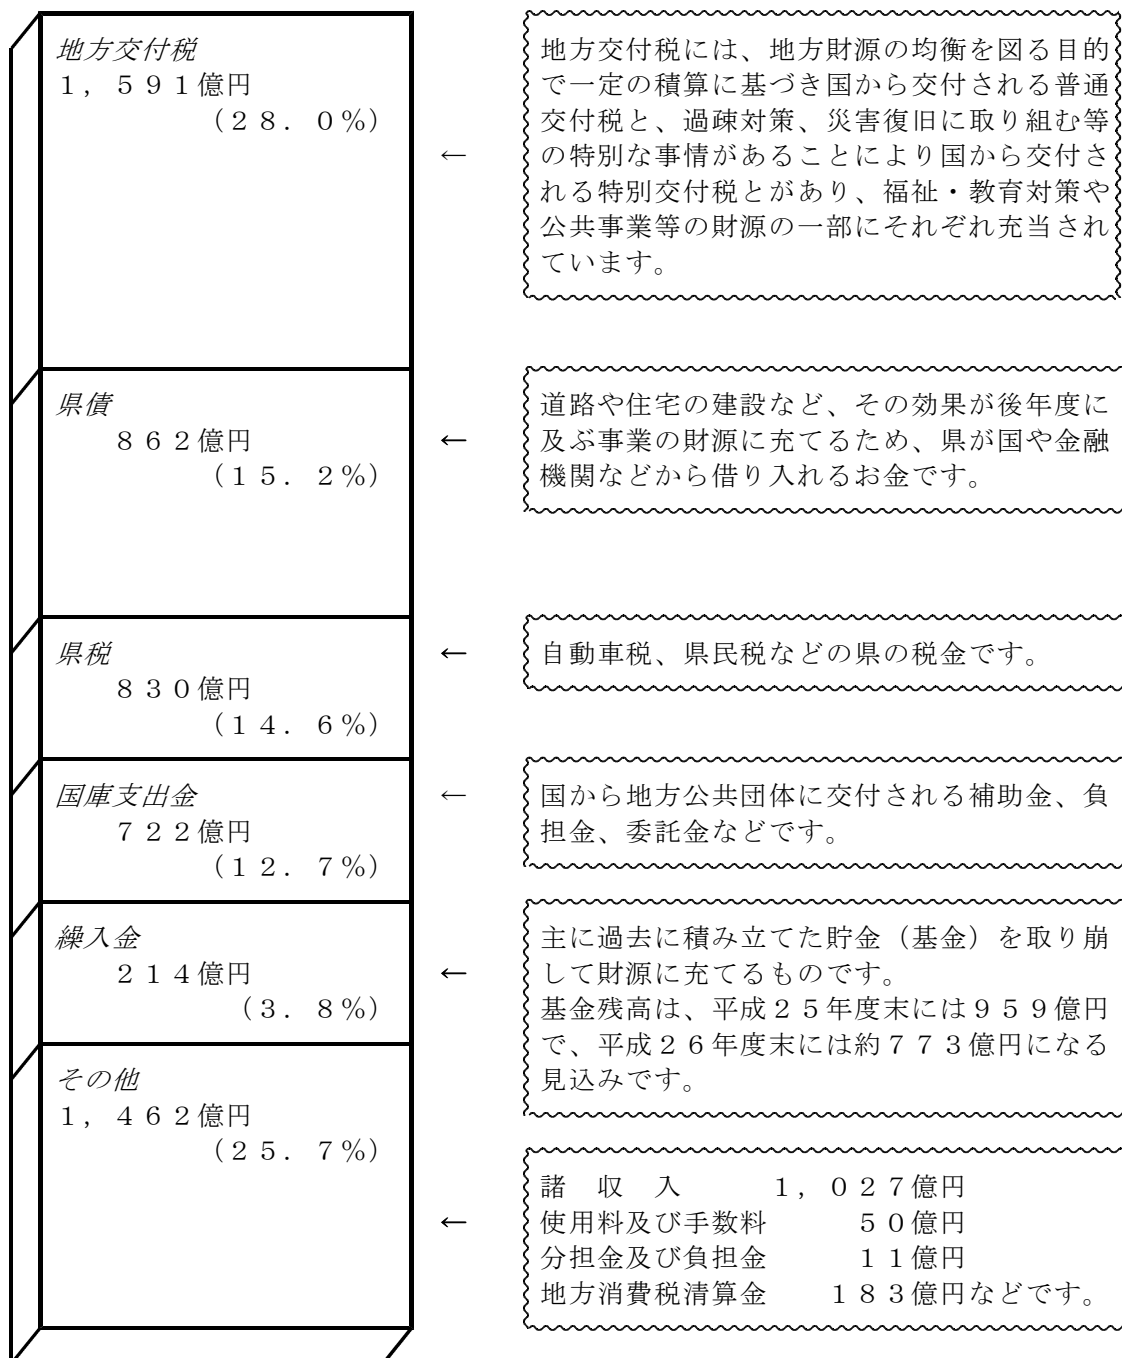 地方交付税
1，591億円
（28．0％）
←
地方交付税には、地方財源の均衡を図る目的
で一定の積算に基づき国から交付される普通
交付税と、過疎対策、災害復旧に取り組む等
の特別な事情があることにより国から交付さ
れる特別交付税とがあり、福祉・教育対策や
公共事業等の財源の一部にそれぞれ充当され
ています。
県債
862億円
（15．2％）
←
道路や住宅の建設など、その効果が後年度に
及ぶ事業の財源に充てるため、県が国や金融
機関などから借り入れるお金です。
県税
830億円
（14．6％）
←
自動車税、県民税などの県の税金です。
国庫支出金
722億円
（12．7％）
←
国から地方公共団体に交付される補助金、負
担金、委託金などです。
繰入金
214億円
（3．8％）
←
主に過去に積み立てた貯金（基金）を取り崩
して財源に充てるものです。
基金残高は、平成25年度末には959億円
で、平成26年度末には約773億円になる
見込みです。
その他
1，462億円
（25．7％）
←
諸　収　入　　1，027億円
使用料及び手数料　　50億円
分担金及び負担金　　11億円
地方消費税清算金　　183億円などです。